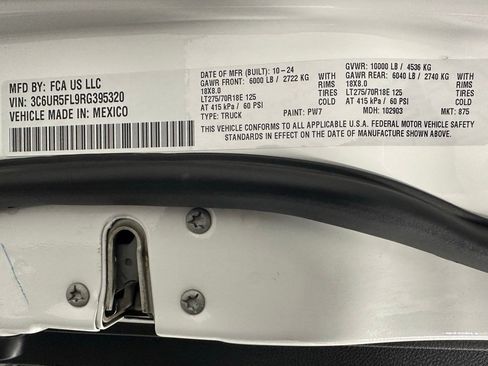 MFD BY: FCA US LLC
VIN: 3C6UR5FL9RG395320
VEHICLE MADE IN: MEXICO
DATE OF MFR (BUILT): 10-24
GAWR FRONT: 6000 LB / 2722 KG
18X8.0 RIMS
LT275/70R18E 125 TIRES
AT 415 kPa / 60 PSI COLD
TYPE: TRUCK
PAINT: PW7
GVWR: 10000 LB / 4536 KG
GAWR REAR: 6040 LB / 2740 KG
18X8.0 RIMS
LT275/70R18E 125 TIRES
AT 415 kPa / 60 PSI COLD
MDH: 102903 MKT: 875
THIS VEHICLE CONFORMS TO ALL APPLICABLE U.S.A. FEDERAL MOTOR VEHICLE SAFETY
STANDARDS IN EFFECT ON THE DATE OF MANUFACTURE SHOWN ABOVE.